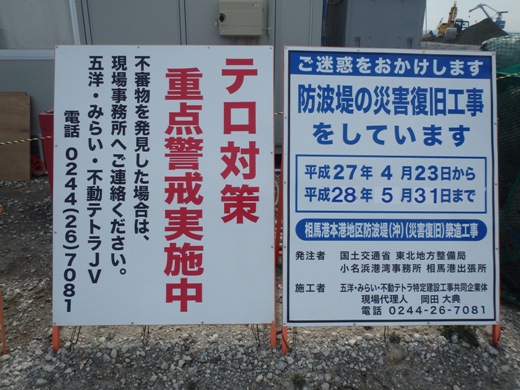 テロ対策
重点警戒実施中
不審物を発見した場合は、
現場事務所へご連絡ください。
五洋・みらい・不動テトラJV
電話 0244(26)7081
ご迷惑をおかけします
防波堤の災害復旧工事
をしています
平成27年 4月23日から
平成28年 5月31日まで
相馬港本港地区防波堤(沖)(災害復旧)築造工事
発注者 国土交通省 東北地方整備局
小名浜港湾事務所 相馬港出張所
施工者 五洋・みらい・不動テトラ特定建設工事共同企業体
現場代理人 岡田 大典
電話 0244-26-7081